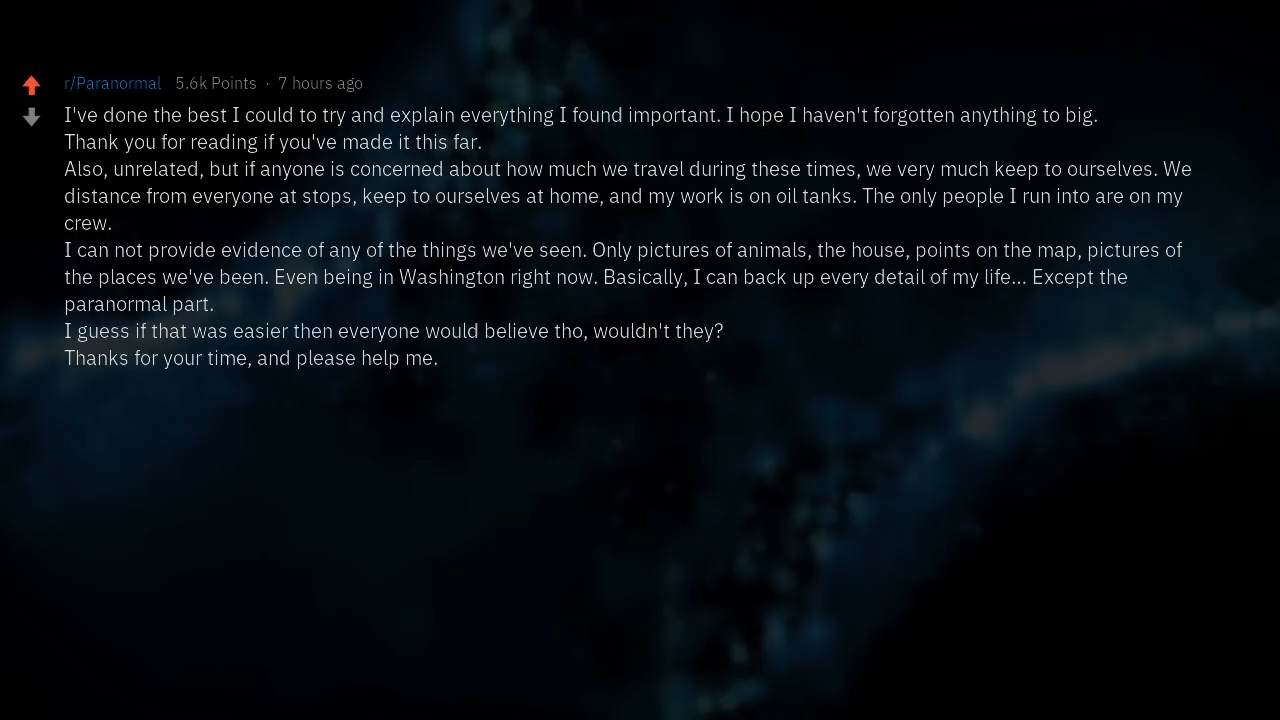 r/Paranormal 5.6k Points · 7 hours ago
I've done the best I could to try and explain everything I found important. I hope I haven't forgotten anything to big.
Thank you for reading if you've made it this far.
Also, unrelated, but if anyone is concerned about how much we travel during these times, we very much keep to ourselves. We
distance from everyone at stops, keep to ourselves at home, and my work is on oil tanks. The only people I run into are on my
crew.
I can not provide evidence of any of the things we've seen. Only pictures of animals, the house, points on the map, pictures of
the places we've been. Even being in Washington right now. Basically, I can back up every detail of my life... Except the
paranormal part.
I guess if that was easier then everyone would believe tho, wouldn't they?
Thanks for your time, and please help me.